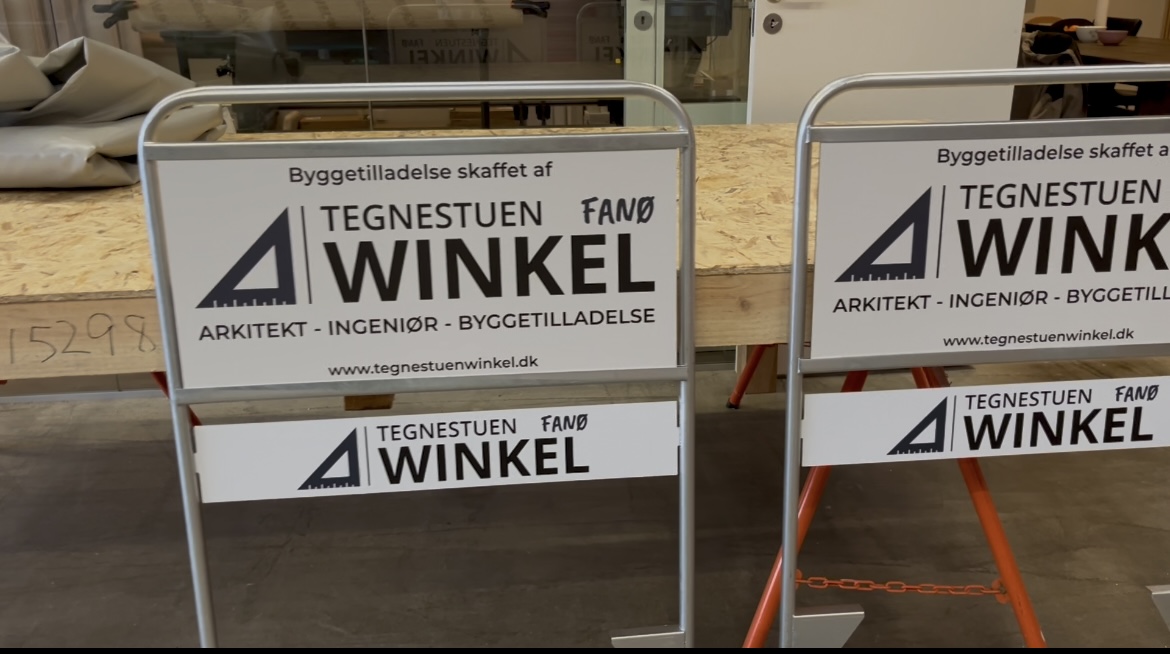 Byggetilladelse skaffet af
TEGNESTUEN FANØ
WINKEL
ARKITEKT - INGENIØR - BYGGETILLADELSE
www.tegnestuenwinkel.dk
TEGNESTUEN FANØ
WINKEL
Byggetilladelse skaffet a
TEGNESTUEN
WINK
ARKITEKT - INGENIØR - BYGGETILL
www.tegnestuenwinkel.dk
TEGNESTUEN FANØ
WINKEL
15298